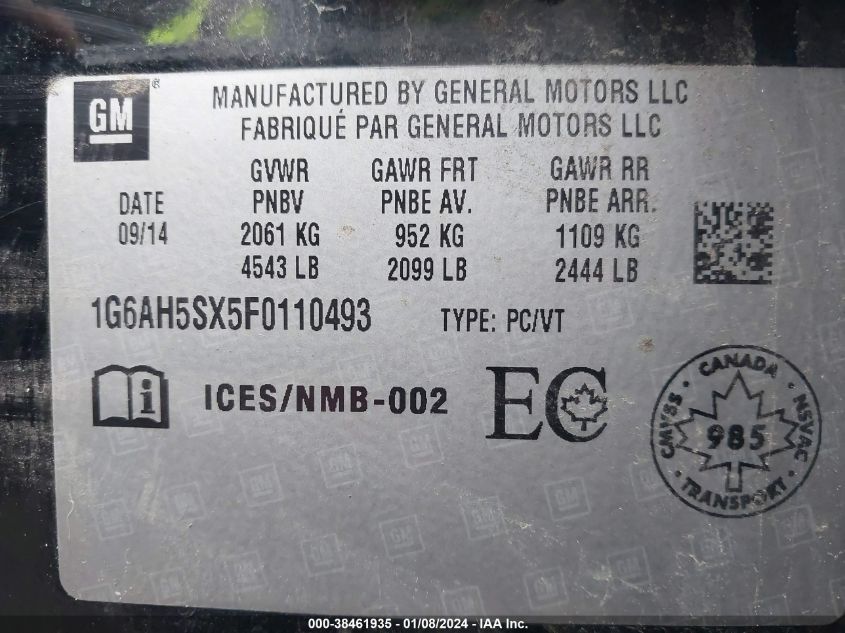 GM ®
MANUFACTURED BY GENERAL MOTORS LLC
FABRIQUÉ PAR GENERAL MOTORS LLC
GVWR GAWR FRT GAWR RR
DATE PNBV PNBE AV. PNBE ARR.
09/14 2061 KG 952 KG 1109 KG
4543 LB 2099 LB 2444 LB
1G6AH5SX5F0110493 TYPE: PC/VT
i ICES/NMB-002 EC
CANADA
CMVSS 985 NSVAC
TRANSPORT
000-38461935 - 01/08/2024 - IAA Inc.